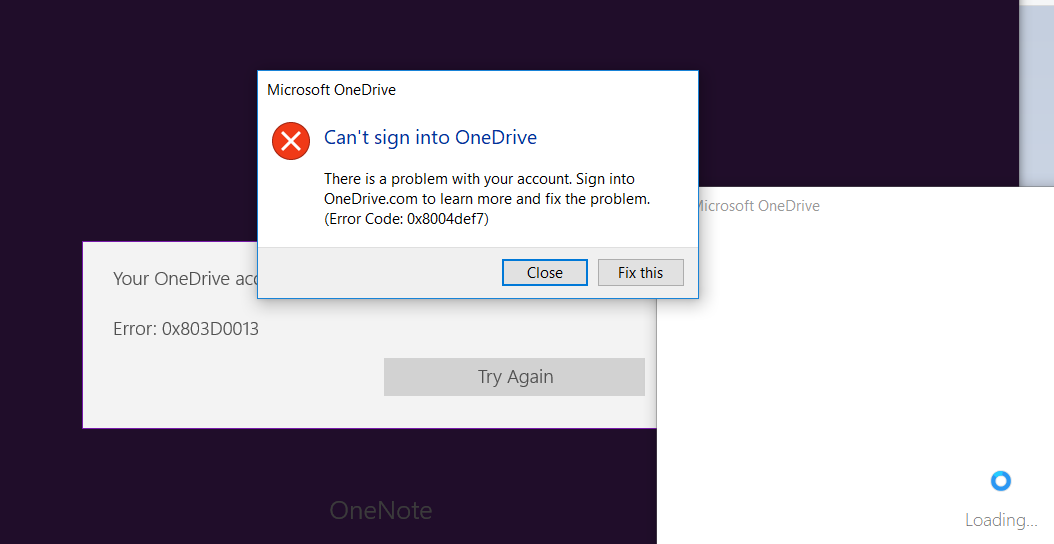 Microsoft OneDrive
Can't sign into OneDrive
There is a problem with your account. Sign into
OneDrive.com to learn more and fix the problem.
(Error Code: 0x8004def7)
Close
Fix this
Microsoft OneDrive
Your OneDrive
Error: 0x803D0013
Try Again
OneNote
Loading...